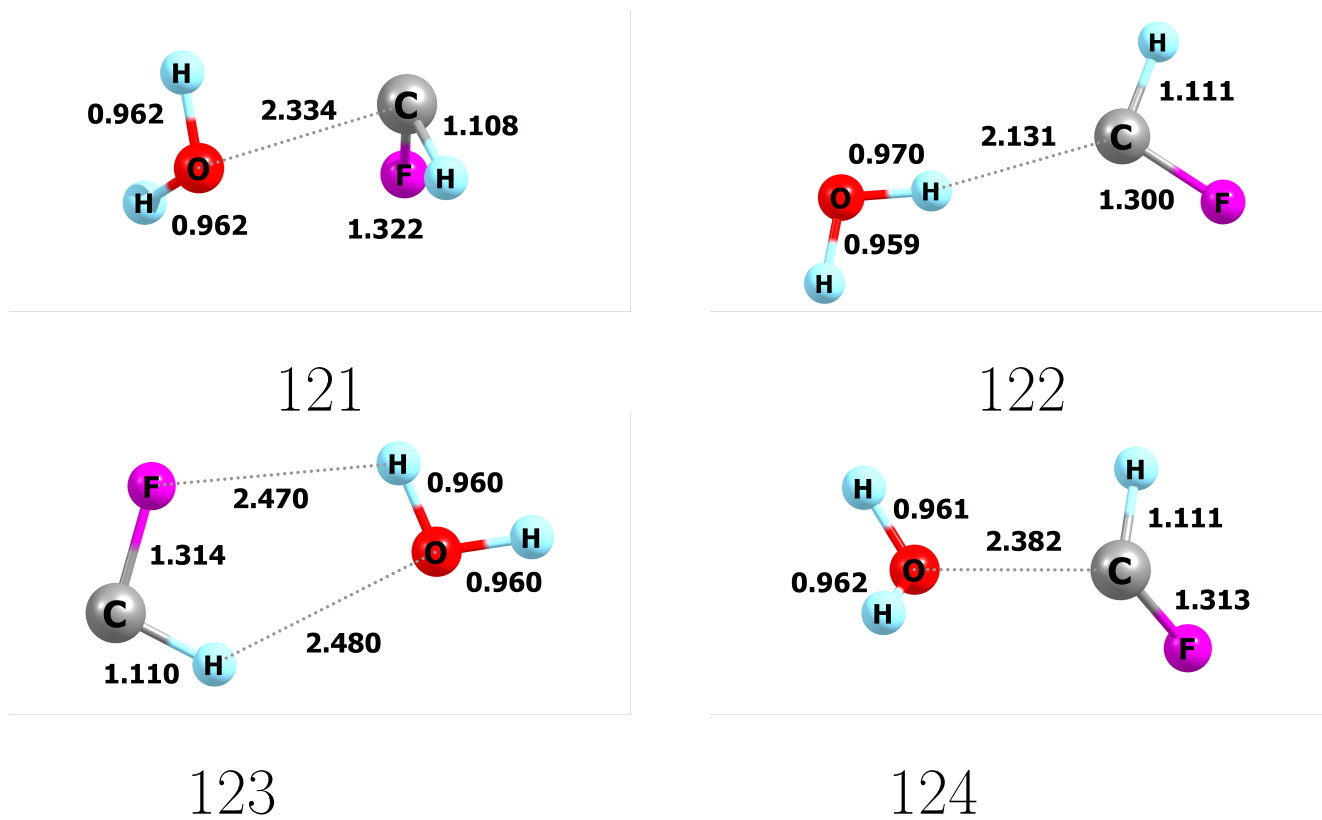 H
0.962
2.334
C
1.108
O
F
H
H
0.962
1.322
121
H
1.111
C
2.131
0.970
O
H
1.300
F
0.959
H
122
F
H
2.470
0.960
1.314
O
H
0.960
C
2.480
1.110
H
123
H
H
0.961
1.111
2.382
O
C
0.962
H
1.313
F
124